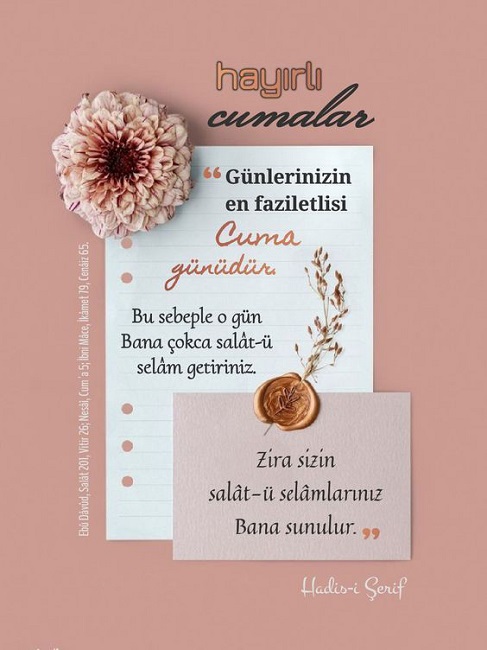 hayırlı
cumalar
“Günlerinizin
en faziletlisi
Cuma
günüdür.
Bu sebeple o gün
Bana çokca salât-ü
selâm getiriniz.
Zira sizin
salât-ü selâmlarınız
Bana sunulur.”
Hadis-i Şerif
Ebû Dâvûd, Salât 201, Vitir 26; Nesâî, Cum'a 5; İbni Mâce, İkâmet 79, Cenâiz 65.